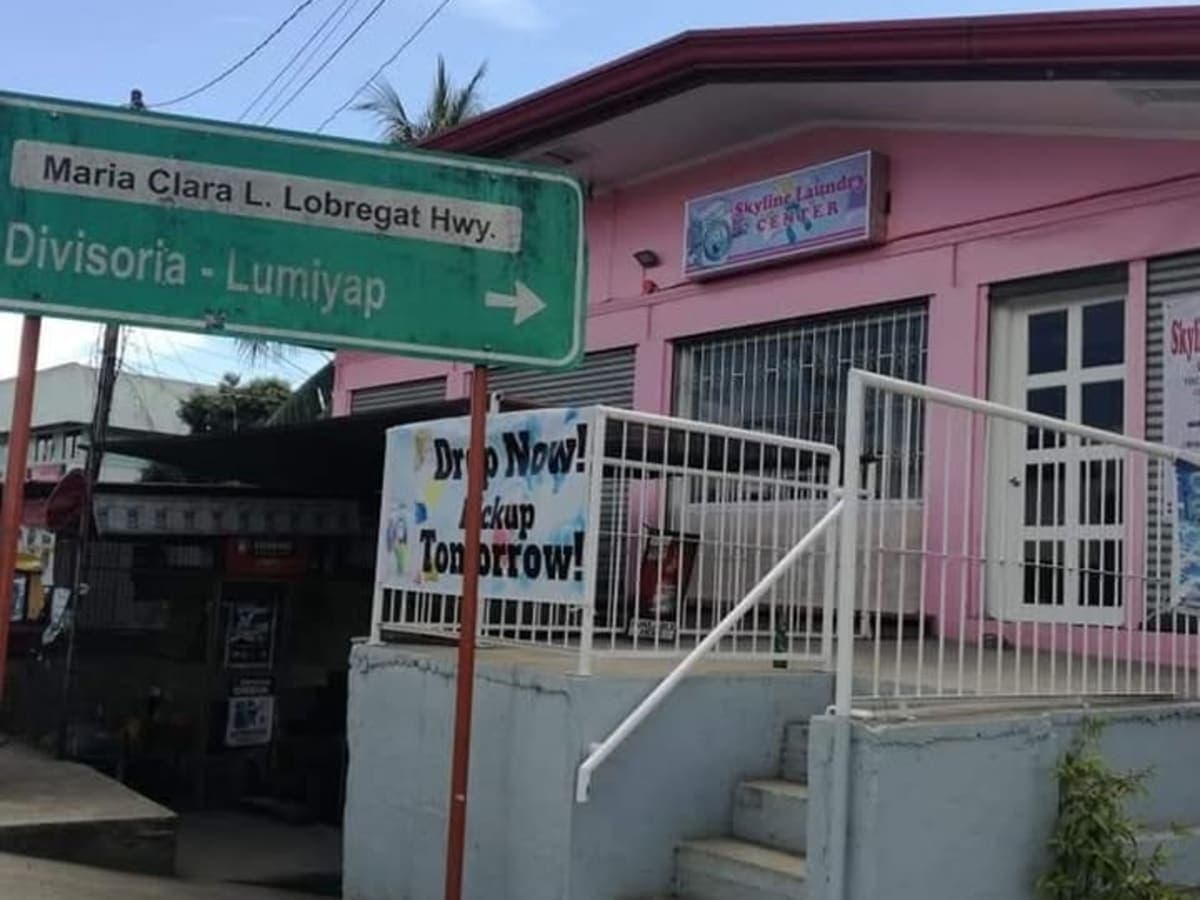 Maria Clara L. Lobregat Hwy.
Divisoria - Lumiyap
Skyline Laundry
CENTER
Drop Now!
Pickup
Tomorrow!